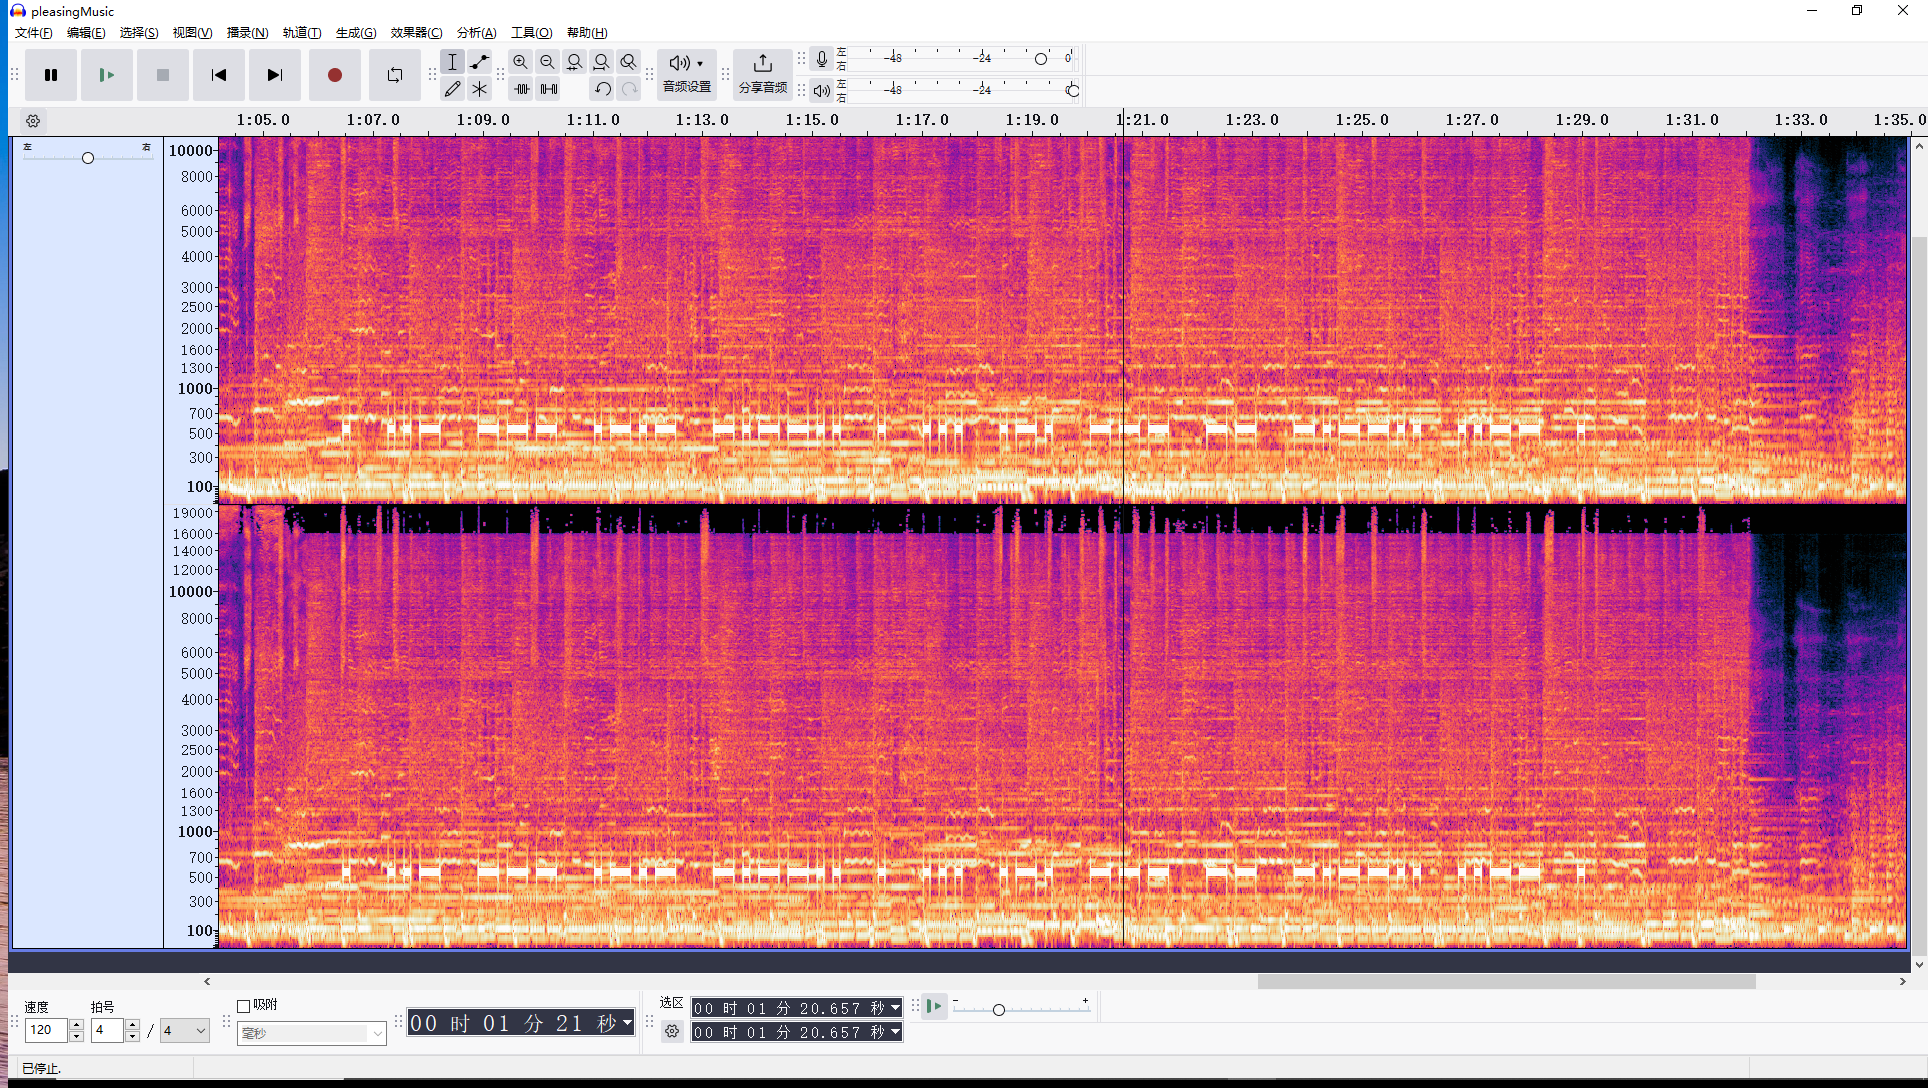 pleasingMusic
文件(F) 编辑(E) 选择(S) 视图(V) 播录(N) 轨道(T) 生成(G) 效果器(C) 分析(A) 工具(O) 帮助(H)
音频设置
分享音频
左 -48 -24 0
右
左 -48 -24 0
右
1:05.0 1:07.0 1:09.0 1:11.0 1:13.0 1:15.0 1:17.0 1:19.0 1:21.0 1:23.0 1:25.0 1:27.0 1:29.0 1:31.0 1:33.0 1:35.0
左 右
10000
8000
6000
5000
4000
3000
2500
2000
1600
1300
1000
700
500
300
100
19000
16000
14000
12000
10000
8000
6000
5000
4000
3000
2500
2000
1600
1300
1000
700
500
300
100
速度 拍号
120 4 / 4
吸附
毫秒
00 时 01 分 21 秒
选区
00 时 01 分 20.657 秒
00 时 01 分 20.657 秒
- +
已停止.